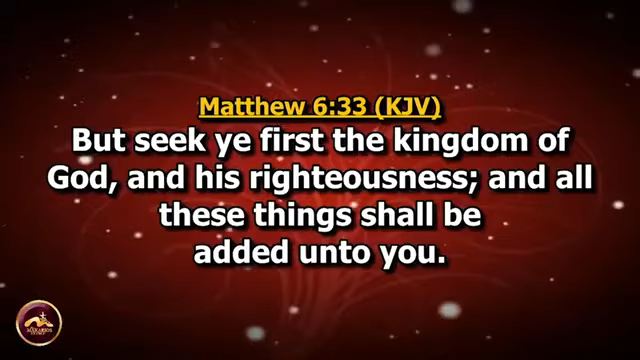 Matthew 6:33 (KJV)
But seek ye first the kingdom of
God, and his righteousness; and all
these things shall be
added unto you.